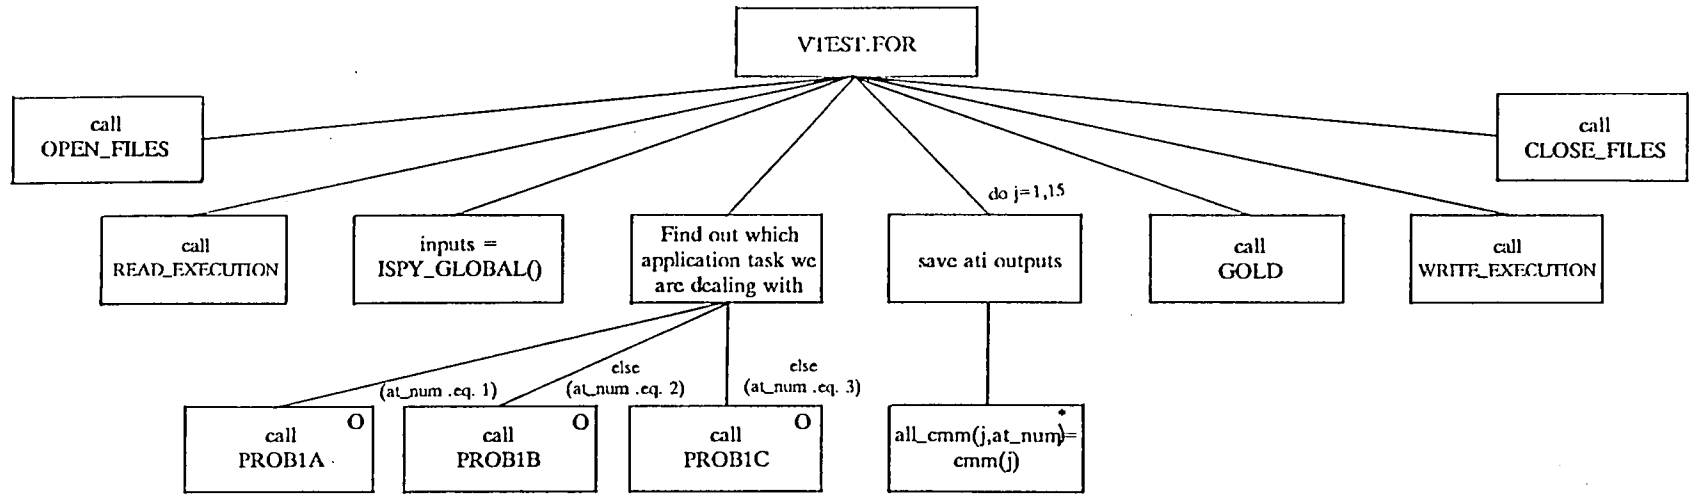 VTEST.FOR
call
OPEN_FILES
call
CLOSE_FILES
do j=1,15
call
READ_EXECUTION
inputs =
ISPY_GLOBAL()
Find out which
application task we
are dealing with
save ati outputs
call
GOLD
call
WRITE_EXECUTION
(at_num .eq. 1)
else
(at_num .eq. 2)
else
(at_num .eq. 3)
O
call
PROB1A
O
call
PROB1B
O
call
PROB1C
*
all_cmm(j,at_num)=
cmm(j)